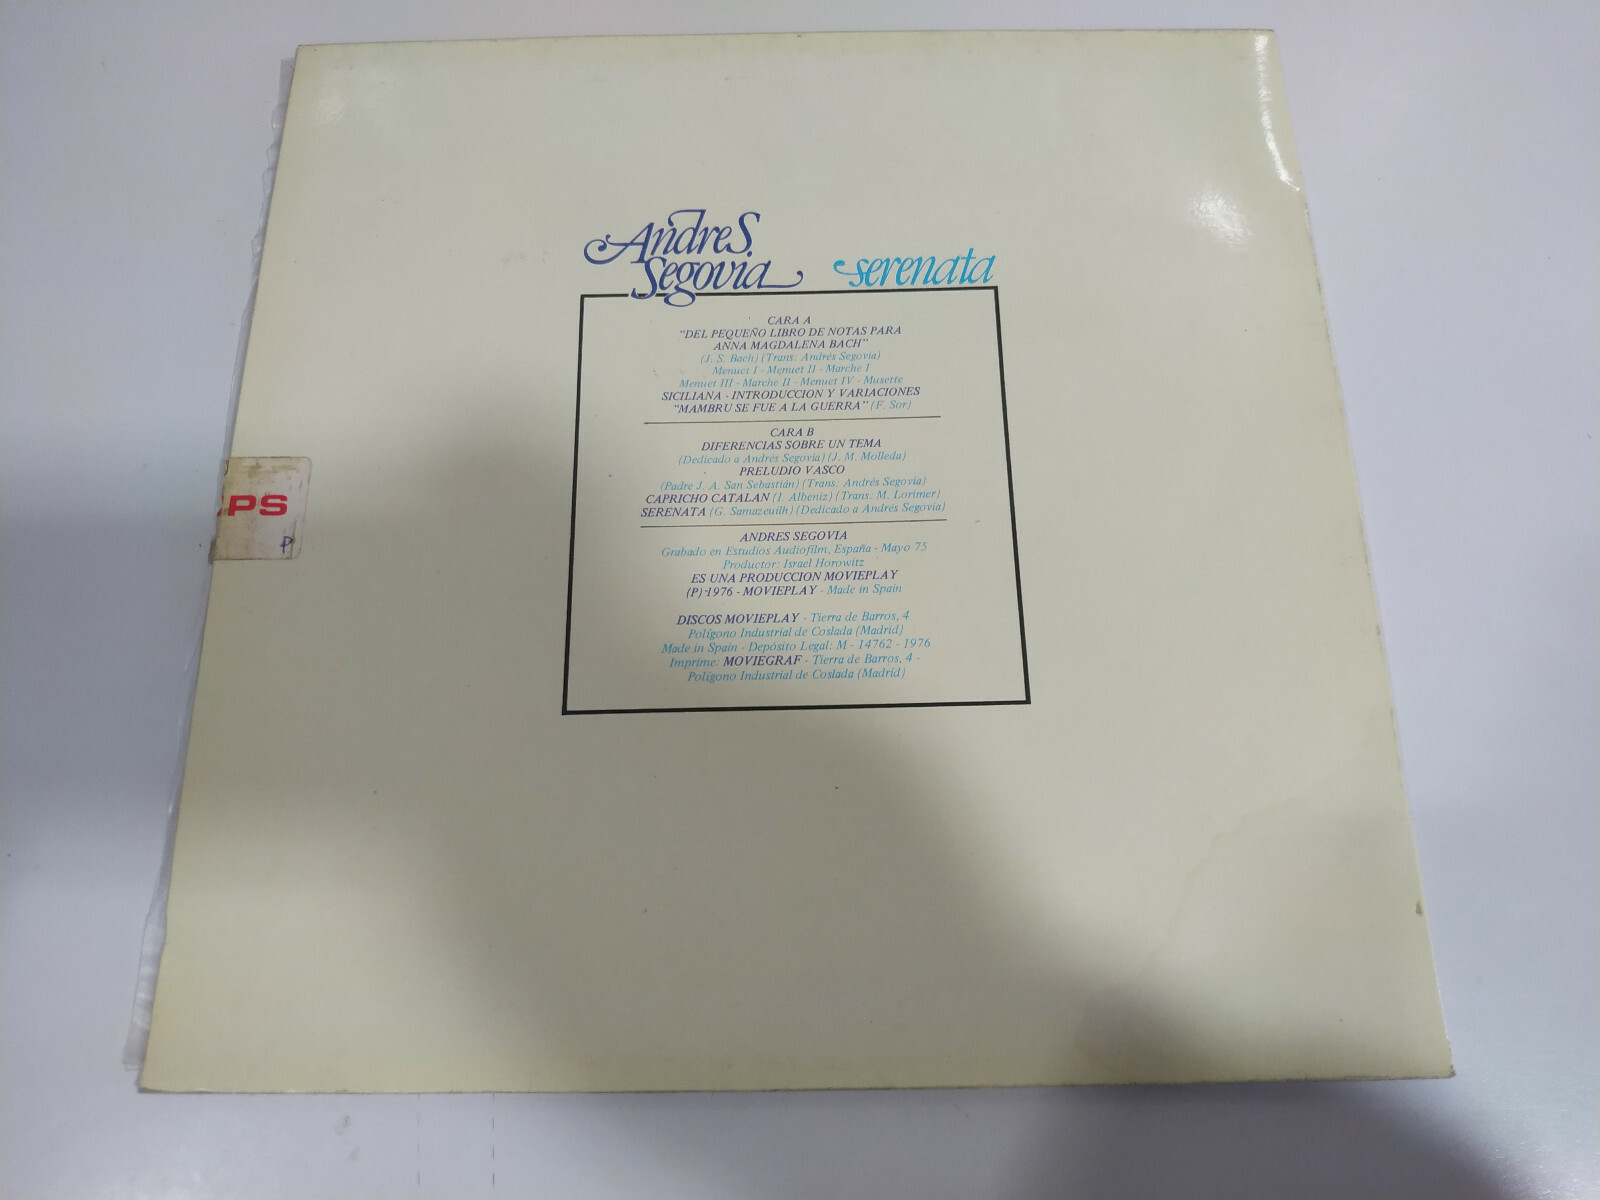 Andres Segovia
serenata
CARA A
"DEL PEQUEÑO LIBRO DE NOTAS PARA
ANNA MAGDALENA BACH"
(J. S. Bach) (Trans: Andrés Segovia)
Menuet I - Menuet II - Marche I
Menuet III - Marche II - Menuet IV - Musette
SICILIANA - INTRODUCCION Y VARIACIONES
"MAMBRU SE FUE A LA GUERRA" (F. Sor)
CARA B
DIFERENCIAS SOBRE UN TEMA
(Dedicado a Andrés Segovia) (J. M. Molleda)
PRELUDIO VASCO
(Padre J. A. San Sebastián) (Trans: Andrés Segovia)
CAPRICHO CATALAN (I. Albeniz) (Trans: M. Lorimer)
SERENATA (G. Samazeuilh) (Dedicado a Andrés Segovia)
ANDRES SEGOVIA
Grabado en Estudios Audiofilm, España - Mayo 75
Productor: Israel Horowitz
ES UNA PRODUCCION MOVIEPLAY
(P)-1976 - MOVIEPLAY - Made in Spain
DISCOS MOVIEPLAY - Tierra de Barros, 4
Polígono Industrial de Coslada (Madrid)
Made in Spain - Depósito Legal: M - 14762 - 1976
Imprime: MOVIEGRAF - Tierra de Barros, 4 -
Polígono Industrial de Coslada (Madrid)
PS
P